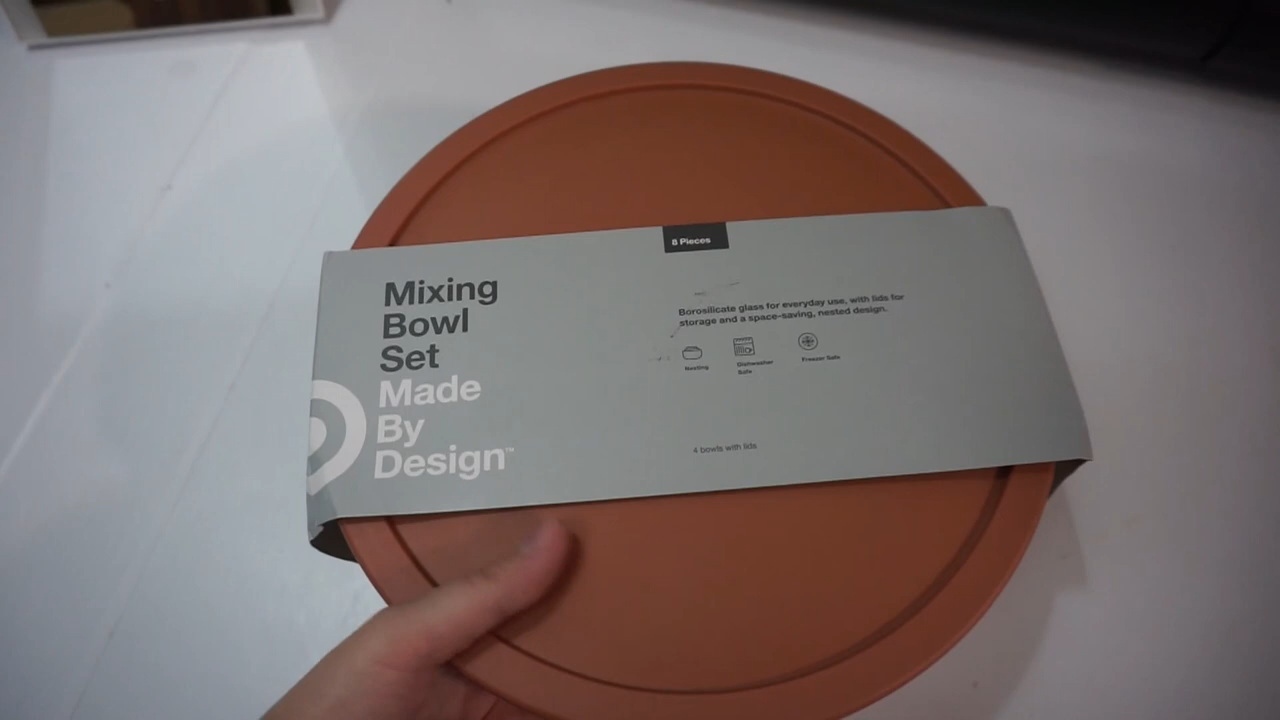 8 Pieces
Mixing
Bowl
Set
Made
By
Design™
Borosilicate glass for everyday use, with lids for
storage and a space-saving, nested design.
Nesting
Dishwasher
Safe
Freezer Safe
4 bowls with lids